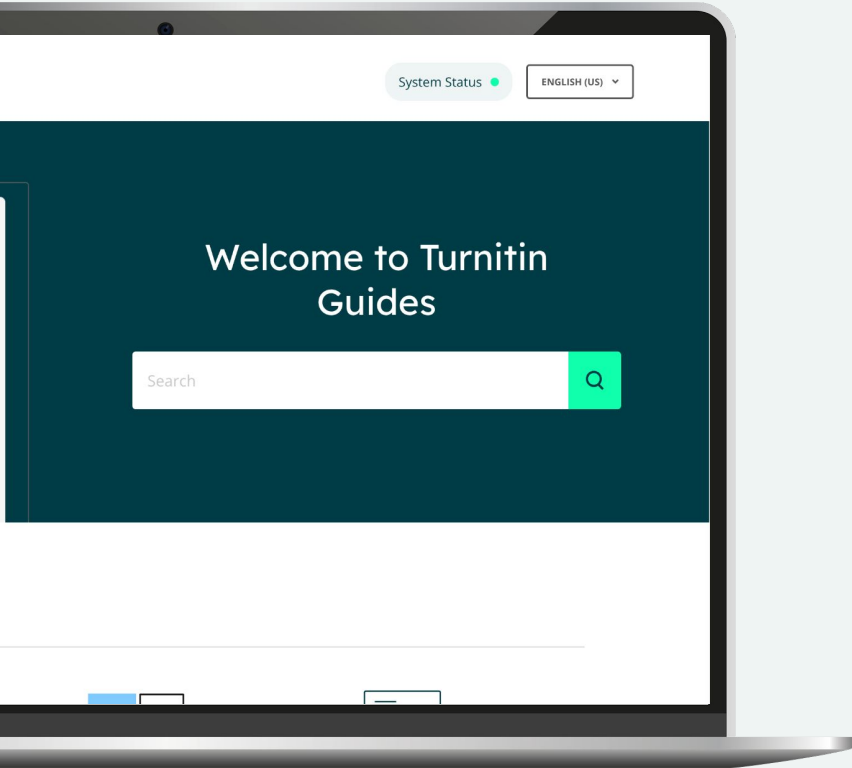 System Status
ENGLISH (US)
Welcome to Turnitin
Guides
Search